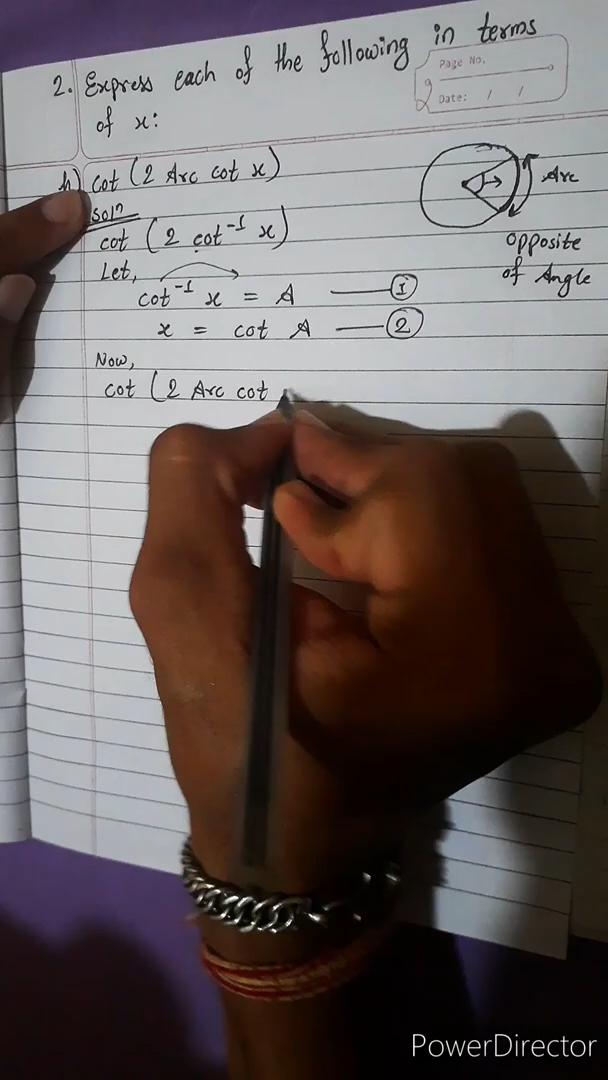 2. Express each of the following in terms
of x:
Page No.
Date: / /
h) cot (2 Arc cot x)
Solⁿ
cot (2 cot⁻¹ x)
Let,
cot⁻¹ x = A —— ①
x = cot A —— ②
Now,
cot (2 Arc cot
Arc
opposite
of Angle
PowerDirector